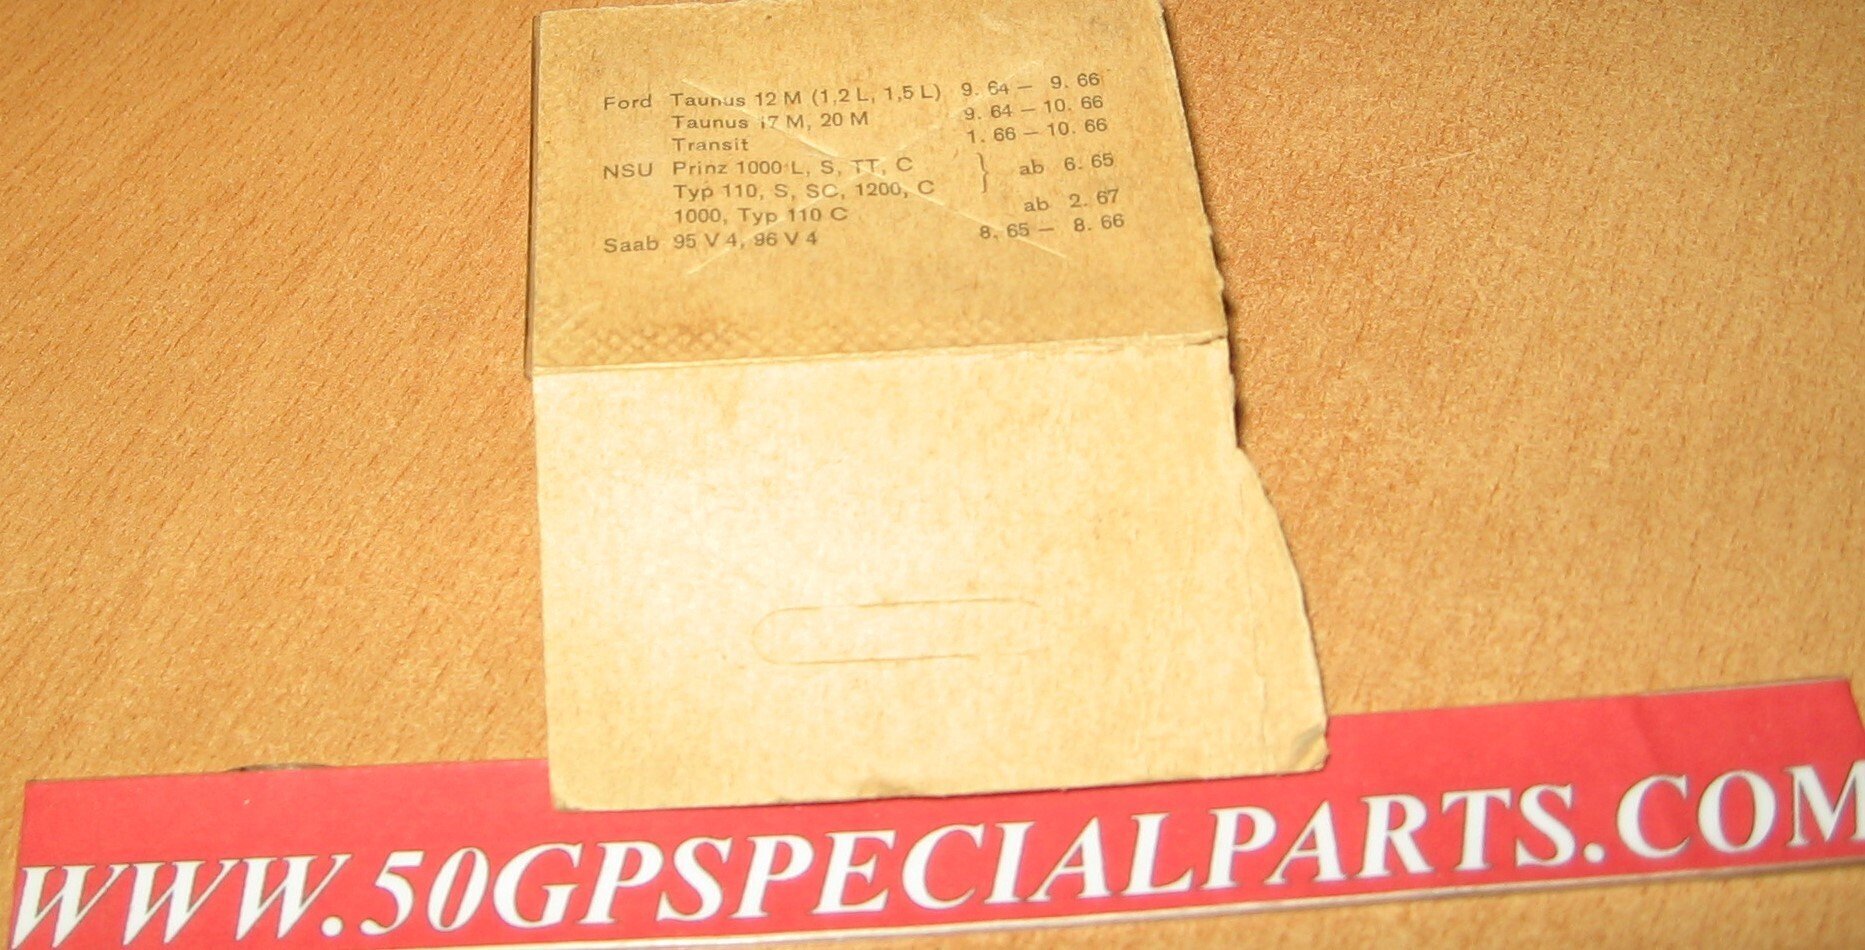 Ford Taunus 12 M (1,2 L, 1,5 L) 9. 64 – 9. 66
Taunus 17 M, 20 M 9. 64 – 10. 66
Transit 1. 66 – 10. 66
NSU Prinz 1000 L, S, TT, C
Typ 110, S, SC, 1200, C } ab 6. 65
1000, Typ 110 C ab 2. 67
Saab 95 V 4, 96 V 4 8. 65 – 8. 66
WWW.50GPSPECIALPARTS.COM